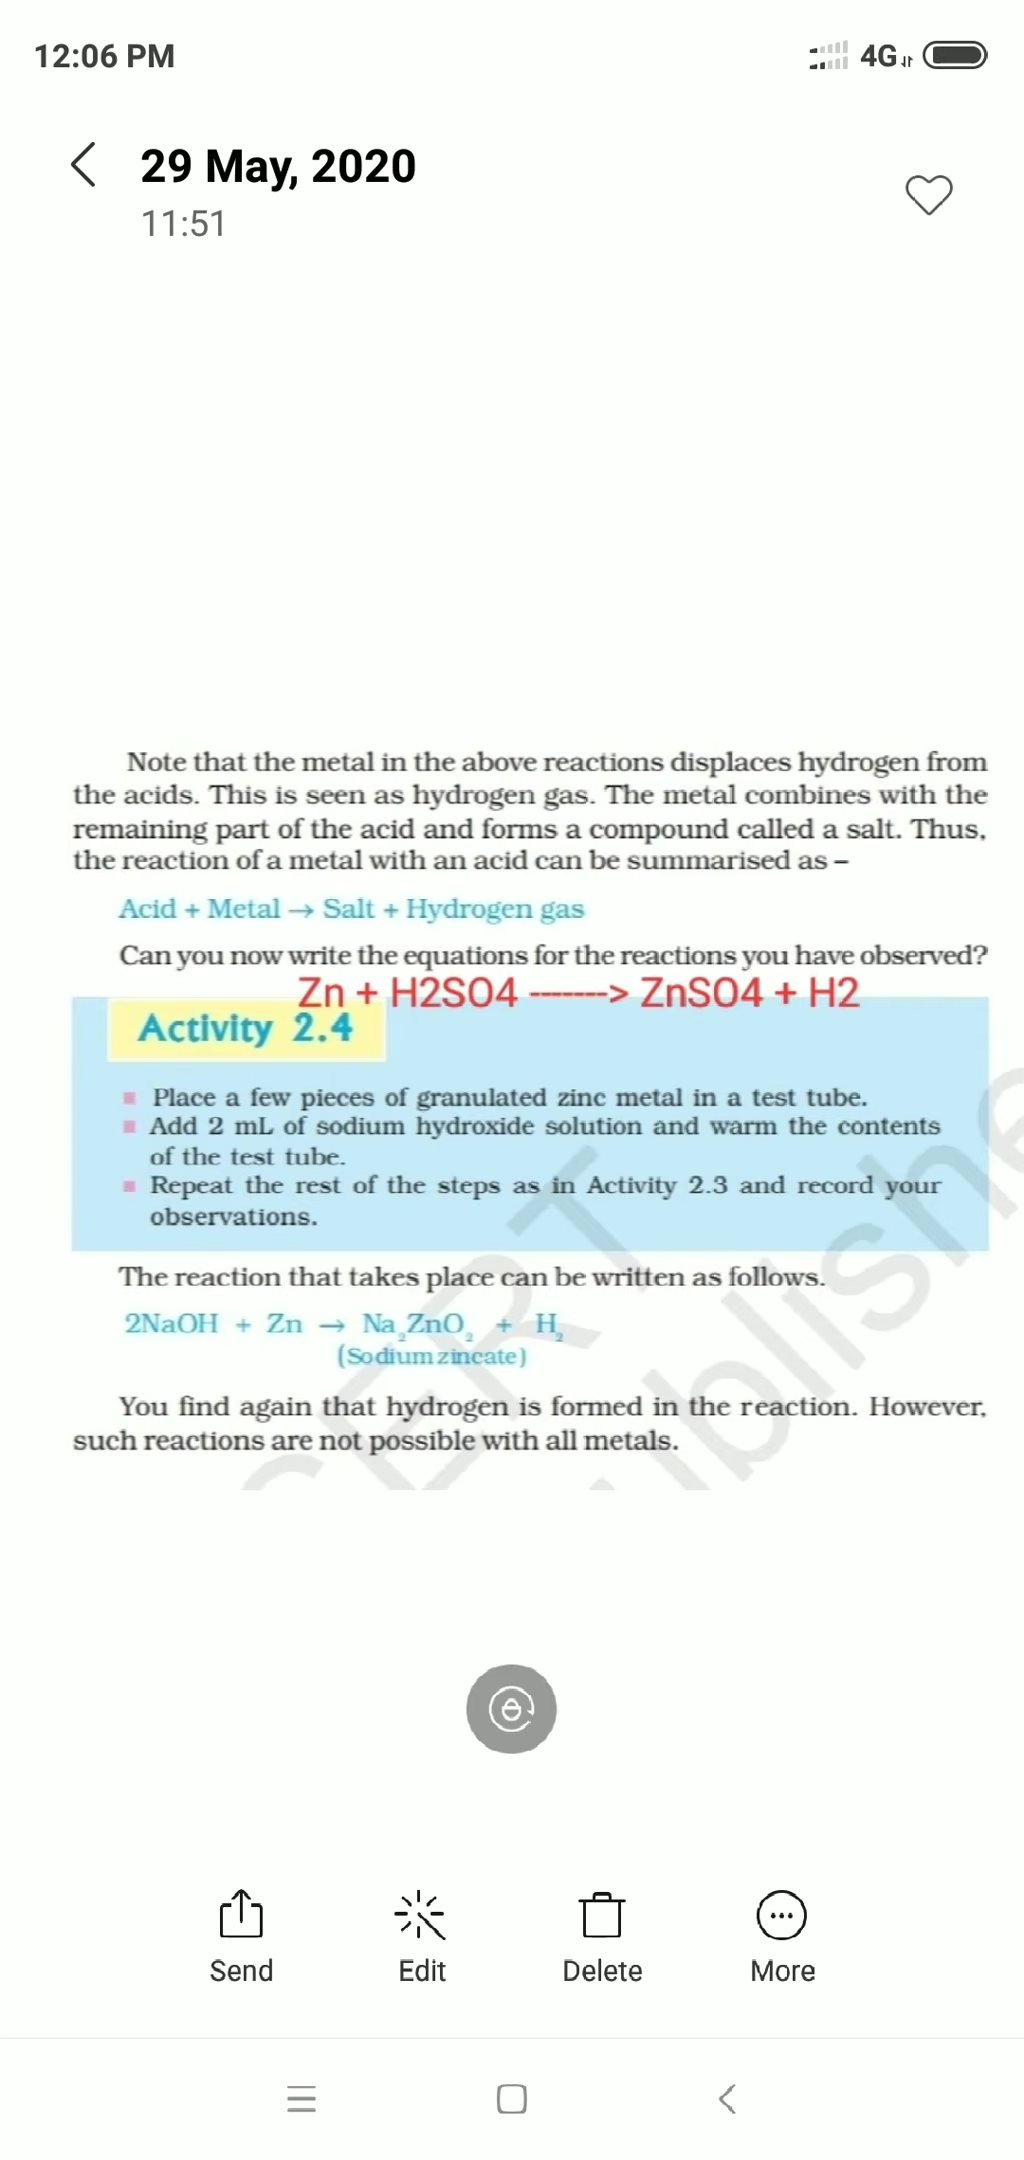 12:06 PM
4G
29 May, 2020
11:51
Note that the metal in the above reactions displaces hydrogen from
the acids. This is seen as hydrogen gas. The metal combines with the
remaining part of the acid and forms a compound called a salt. Thus,
the reaction of a metal with an acid can be summarised as –
Acid + Metal → Salt + Hydrogen gas
Can you now write the equations for the reactions you have observed?
Zn + H2SO4 -------> ZnSO4 + H2
Activity 2.4
Place a few pieces of granulated zinc metal in a test tube.
Add 2 mL of sodium hydroxide solution and warm the contents
of the test tube.
Repeat the rest of the steps as in Activity 2.3 and record your
observations.
The reaction that takes place can be written as follows.
2NaOH + Zn → Na₂ZnO₂ + H₂
(Sodium zincate)
You find again that hydrogen is formed in the reaction. However,
such reactions are not possible with all metals.
Send Edit Delete More